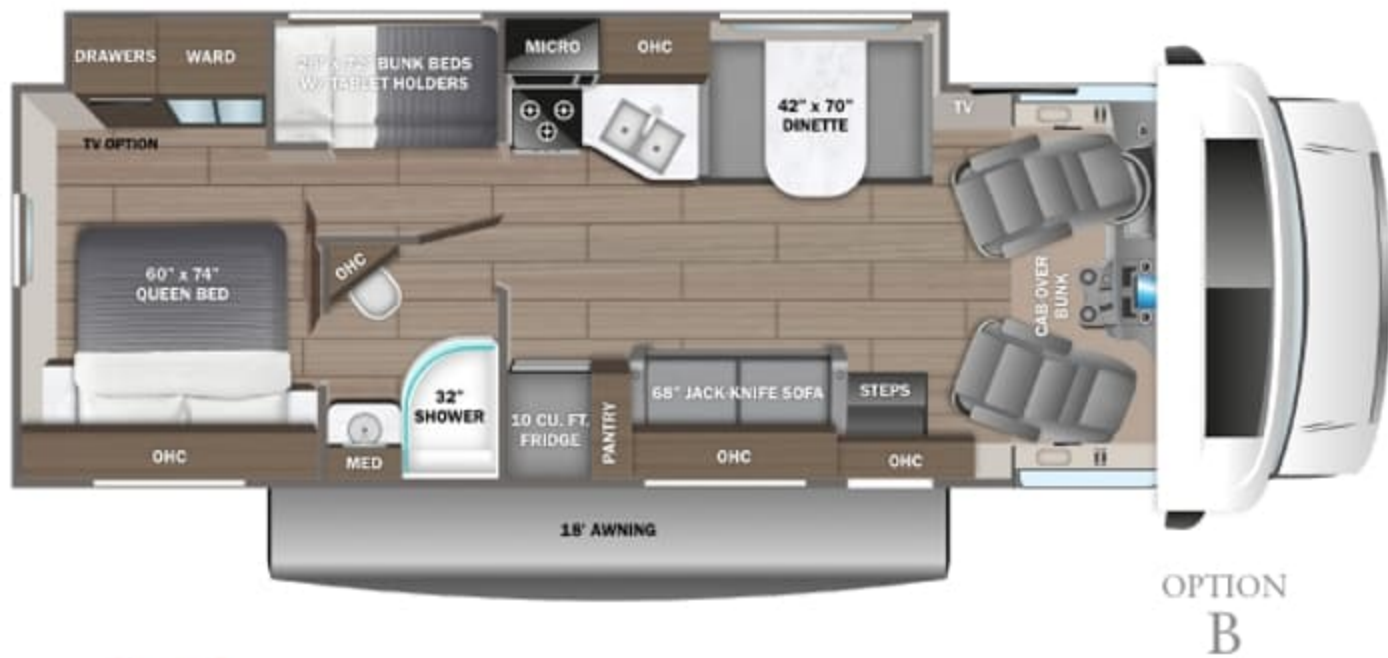 DRAWERS
WARD
BUNK BEDS
W/ TABLET HOLDERS
MICRO
OHC
42" x 70"
DINETTE
TV
TV OPTION
60" x 74"
QUEEN BED
OHC
CAB OVER
BUNK
32"
SHOWER
10 CU. FT.
FRIDGE
PANTRY
68" JACK-KNIFE SOFA
STEPS
OHC
MED
OHC
OHC
18' AWNING
OPTION
B